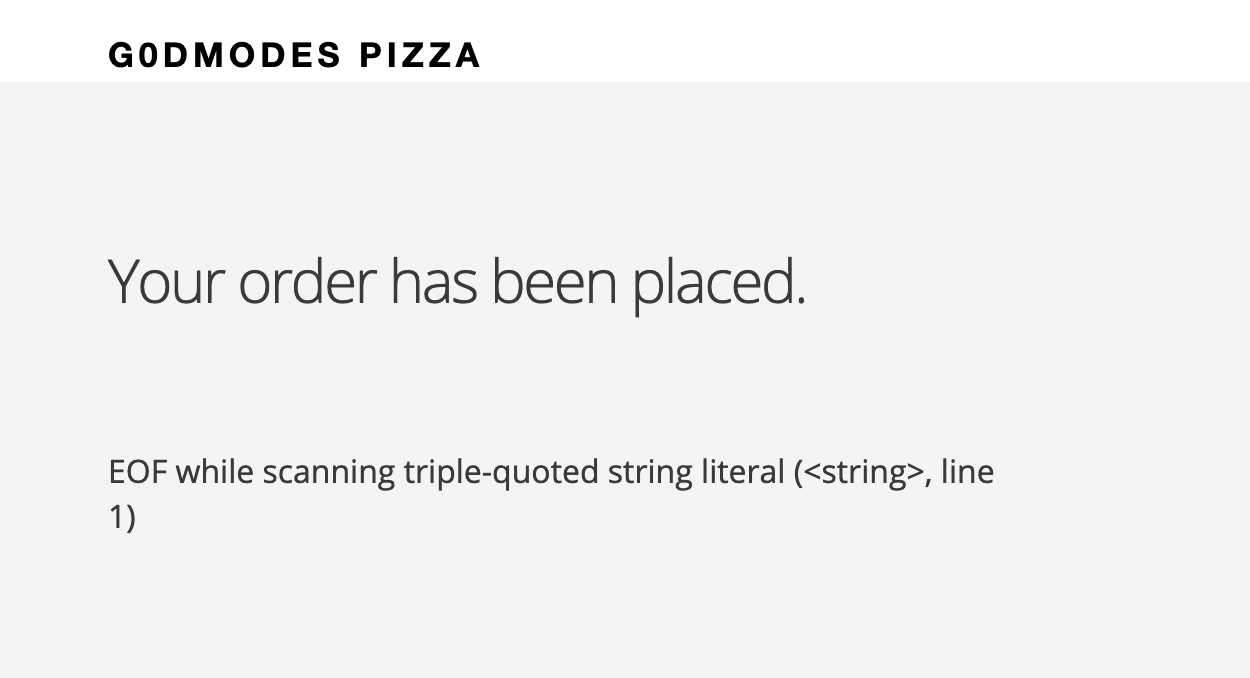 G0DMODES PIZZA
Your order has been placed.
EOF while scanning triple-quoted string literal (<string>, line
1)